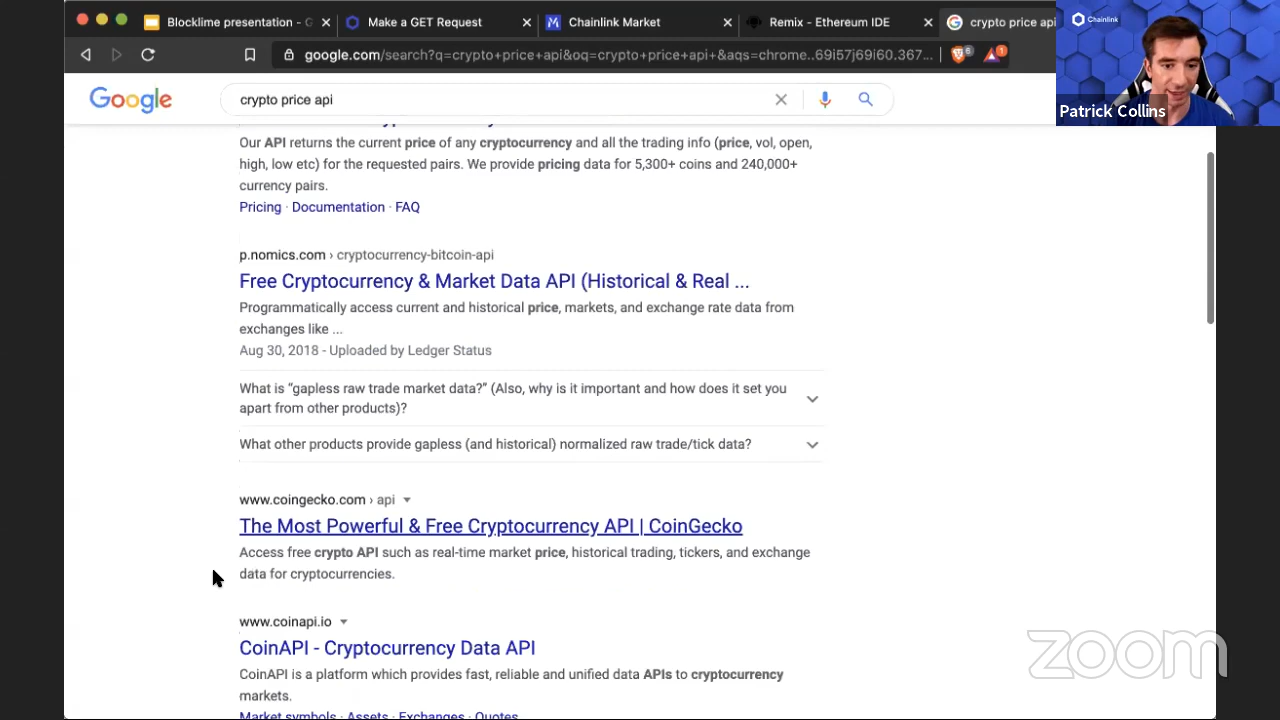 Blocklime presentation - G
Make a GET Request
Chainlink Market
Remix - Ethereum IDE
crypto price api
google.com/search?q=crypto+price+api&oq=crypto+price+api+&aqs=chrome..69i57j69i60.367...
6
1
Chainlink
Patrick Collins
Google
crypto price api
Our API returns the current price of any cryptocurrency and all the trading info (price, vol, open,
high, low etc) for the requested pairs. We provide pricing data for 5,300+ coins and 240,000+
currency pairs.
Pricing · Documentation · FAQ
p.nomics.com › cryptocurrency-bitcoin-api
Free Cryptocurrency & Market Data API (Historical & Real ...
Programmatically access current and historical price, markets, and exchange rate data from
exchanges like ...
Aug 30, 2018 - Uploaded by Ledger Status
What is “gapless raw trade market data?” (Also, why is it important and how does it set you
apart from other products)?
What other products provide gapless (and historical) normalized raw trade/tick data?
www.coingecko.com › api
The Most Powerful & Free Cryptocurrency API | CoinGecko
Access free crypto API such as real-time market price, historical trading, tickers, and exchange
data for cryptocurrencies.
www.coinapi.io
CoinAPI - Cryptocurrency Data API
CoinAPI is a platform which provides fast, reliable and unified data APIs to cryptocurrency
markets.
Market symbols · Assets · Exchanges · Quotes
zoom